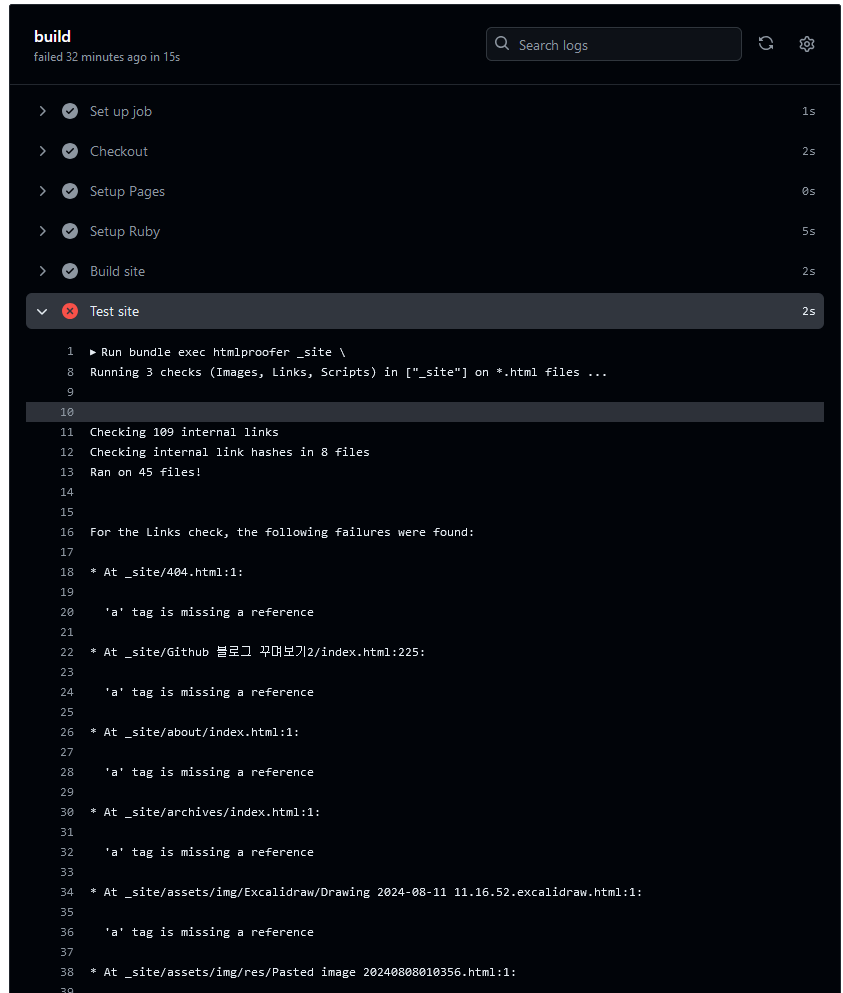 build
failed 32 minutes ago in 15s
Search logs
Set up job 1s
Checkout 2s
Setup Pages 0s
Setup Ruby 5s
Build site 2s
Test site 2s
1 ▶ Run bundle exec htmlproofer _site \
8 Running 3 checks (Images, Links, Scripts) in ["_site"] on *.html files ...
9
10
11 Checking 109 internal links
12 Checking internal link hashes in 8 files
13 Ran on 45 files!
14
15
16 For the Links check, the following failures were found:
17
18 * At _site/404.html:1:
19
20 'a' tag is missing a reference
21
22 * At _site/Github 블로그 꾸며보기2/index.html:225:
23
24 'a' tag is missing a reference
25
26 * At _site/about/index.html:1:
27
28 'a' tag is missing a reference
29
30 * At _site/archives/index.html:1:
31
32 'a' tag is missing a reference
33
34 * At _site/assets/img/Excalidraw/Drawing 2024-08-11 11.16.52.excalidraw.html:1:
35
36 'a' tag is missing a reference
37
38 * At _site/assets/img/res/Pasted image 20240808010356.html:1:
39